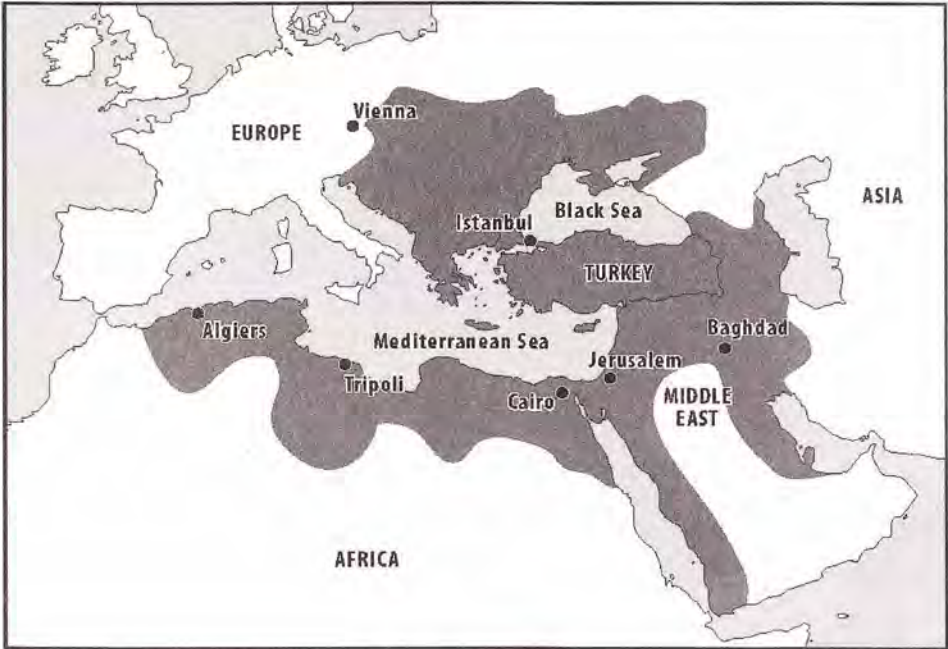 Vienna
EUROPE
ASIA
Istanbul
Black Sea
TURKEY
Algiers
Mediterranean Sea
Baghdad
Jerusalem
Tripoli
Cairo
MIDDLE
EAST
AFRICA